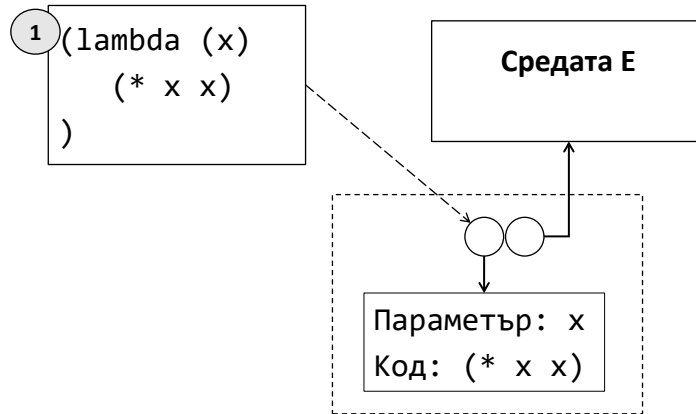 1
(lambda (x)
(* x x)
)
Средата E
Параметър: x
Код: (* x x)